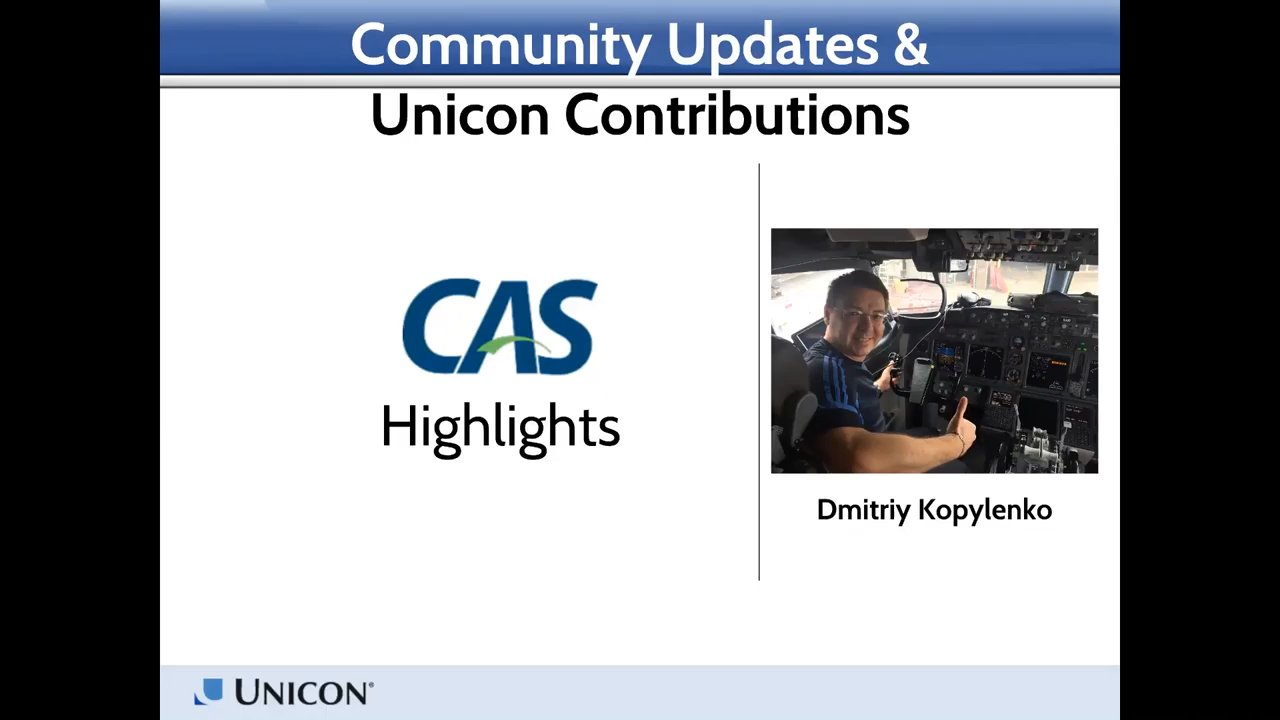 Community Updates &
Unicon Contributions
CAS
Highlights
Dmitriy Kopylenko
UNICON®